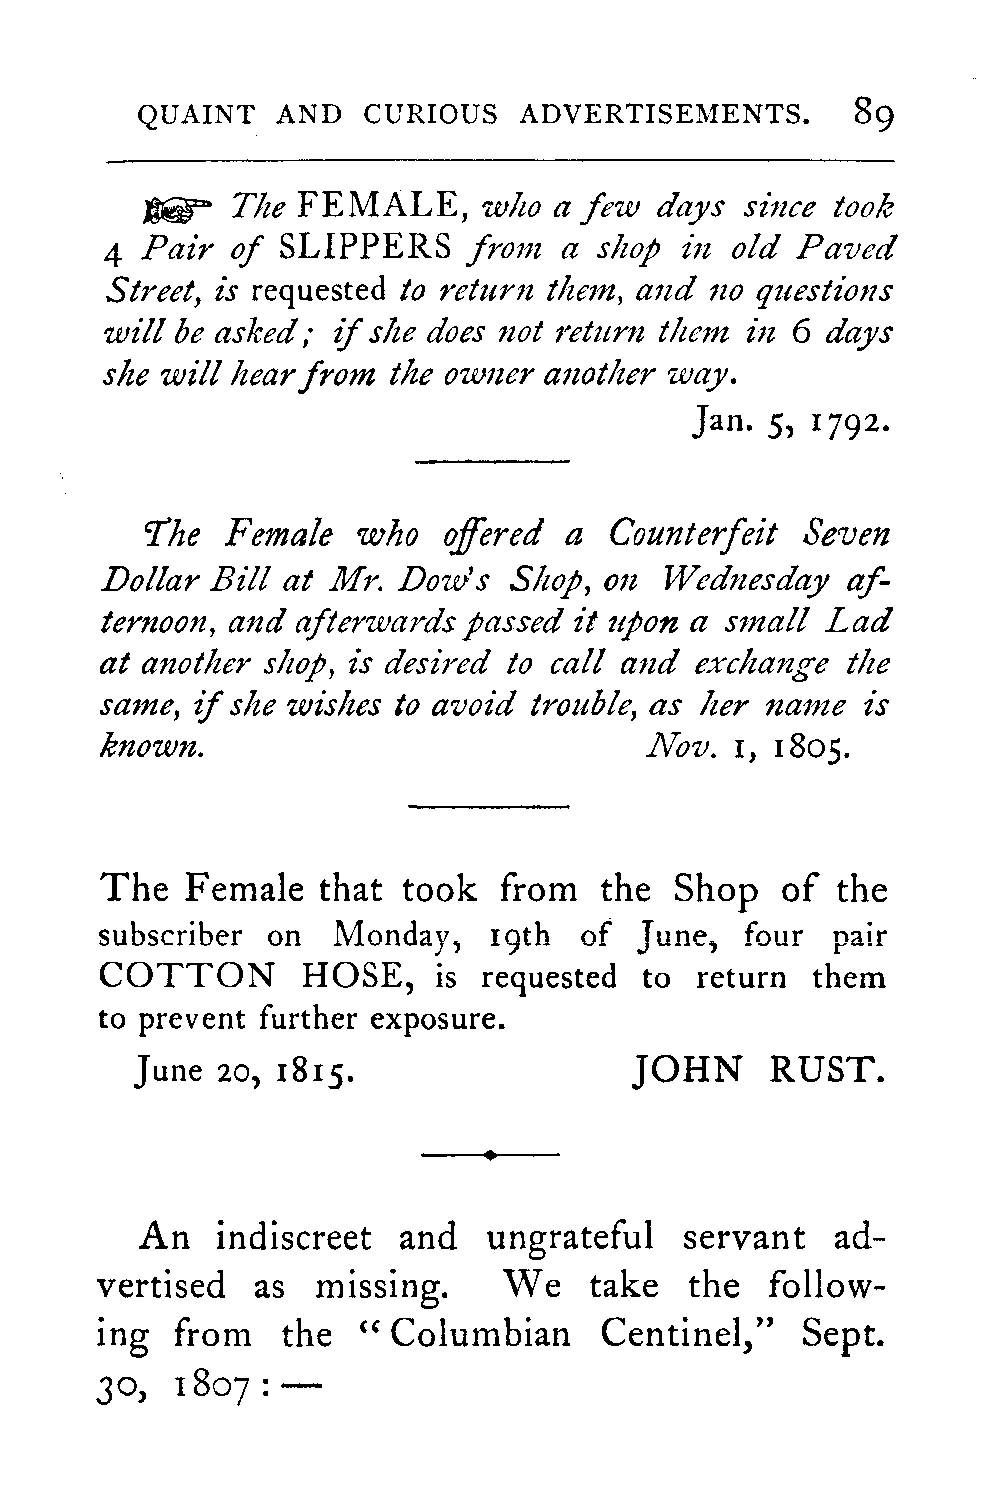 QUAINT AND CURIOUS ADVERTISEMENTS. 89
☞ The FEMALE, who a few days since took
4 Pair of SLIPPERS from a shop in old Paved
Street, is requested to return them, and no questions
will be asked; if she does not return them in 6 days
she will hear from the owner another way.
Jan. 5, 1792.
The Female who offered a Counterfeit Seven
Dollar Bill at Mr. Dow's Shop, on Wednesday af-
ternoon, and afterwards passed it upon a small Lad
at another shop, is desired to call and exchange the
same, if she wishes to avoid trouble, as her name is
known. Nov. 1, 1805.
The Female that took from the Shop of the
subscriber on Monday, 19th of June, four pair
COTTON HOSE, is requested to return them
to prevent further exposure.
June 20, 1815. JOHN RUST.
An indiscreet and ungrateful servant ad-
vertised as missing. We take the follow-
ing from the "Columbian Centinel," Sept.
30, 1807:—